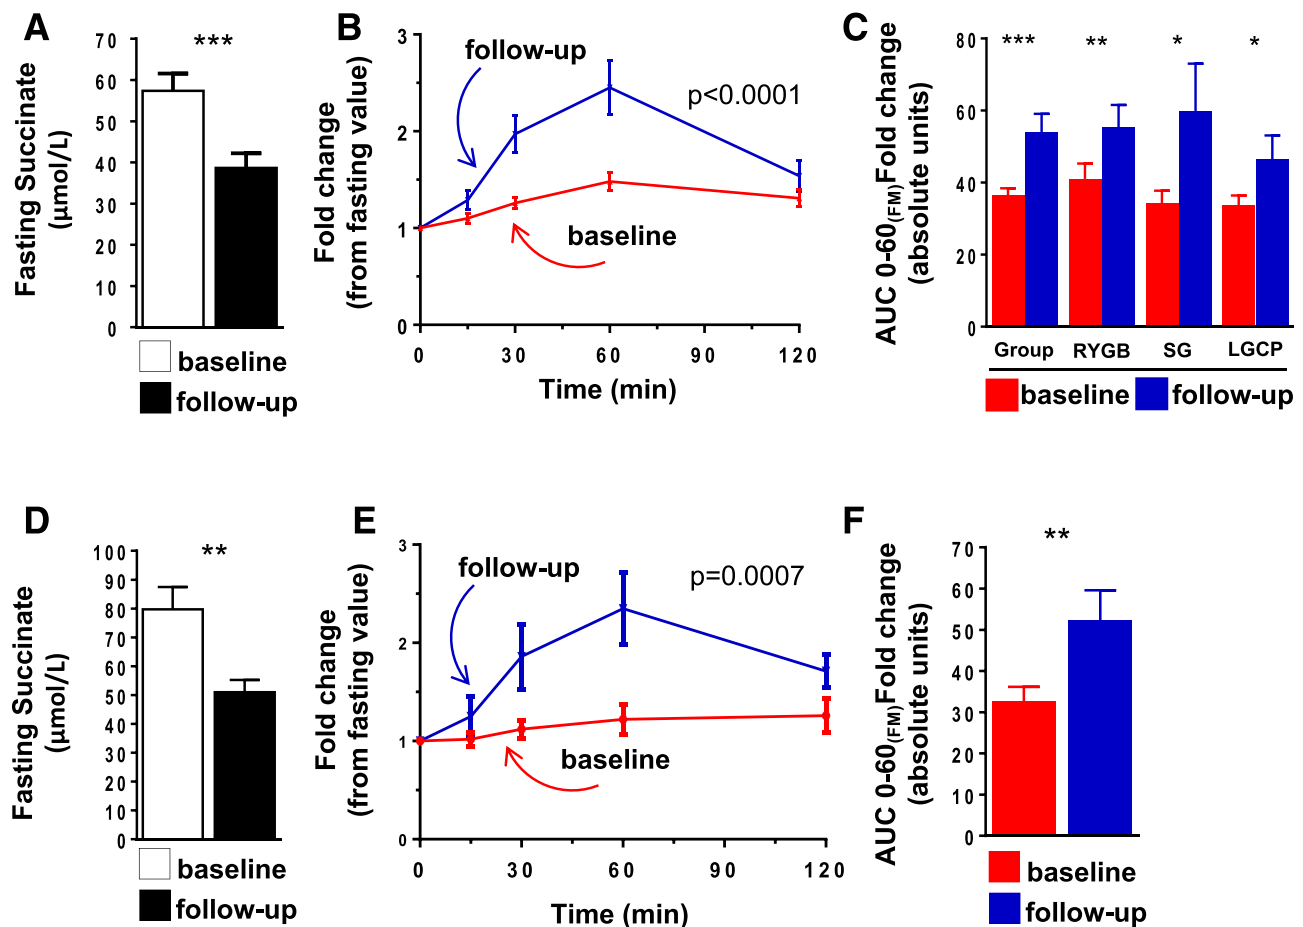 A
Fasting Succinate
(µmol/L)
70
60
50
40
30
20
10
0
***
baseline
follow-up
B
Fold change
(from fasting value)
3
2
1
0
follow-up
p<0.0001
baseline
0
30
60
90
120
Time (min)
C
AUC 0-60(FM)Fold change
(absolute units)
80
60
40
20
0
***
**
*
*
Group
RYGB
SG
LGCP
baseline
follow-up
D
Fasting Succinate
(µmol/L)
100
90
80
70
60
50
40
30
20
10
0
**
baseline
follow-up
E
Fold change
(from fasting value)
3
2
1
0
follow-up
p=0.0007
baseline
0
30
60
90
120
Time (min)
F
AUC 0-60(FM)Fold change
(absolute units)
70
60
50
40
30
20
10
0
**
baseline
follow-up